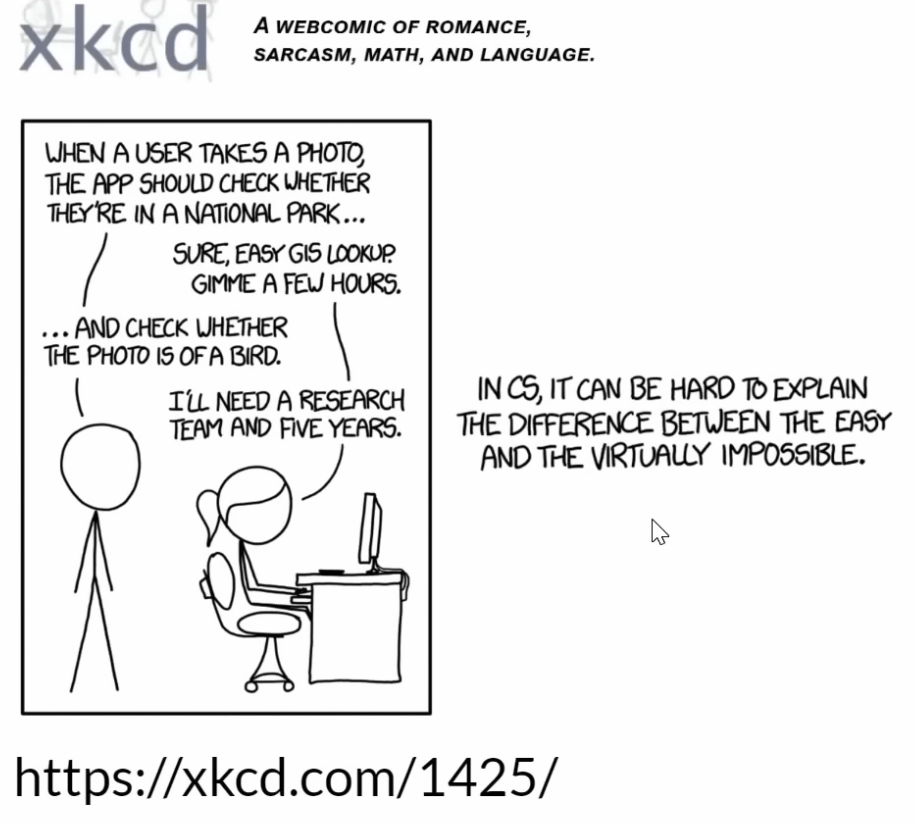 xkcd
A WEBCOMIC OF ROMANCE,
SARCASM, MATH, AND LANGUAGE.
WHEN A USER TAKES A PHOTO,
THE APP SHOULD CHECK WHETHER
THEY'RE IN A NATIONAL PARK...
SURE, EASY GIS LOOKUP.
GIMME A FEW HOURS.
...AND CHECK WHETHER
THE PHOTO IS OF A BIRD.
I'LL NEED A RESEARCH
TEAM AND FIVE YEARS.
IN CS, IT CAN BE HARD TO EXPLAIN
THE DIFFERENCE BETWEEN THE EASY
AND THE VIRTUALLY IMPOSSIBLE.
https://xkcd.com/1425/